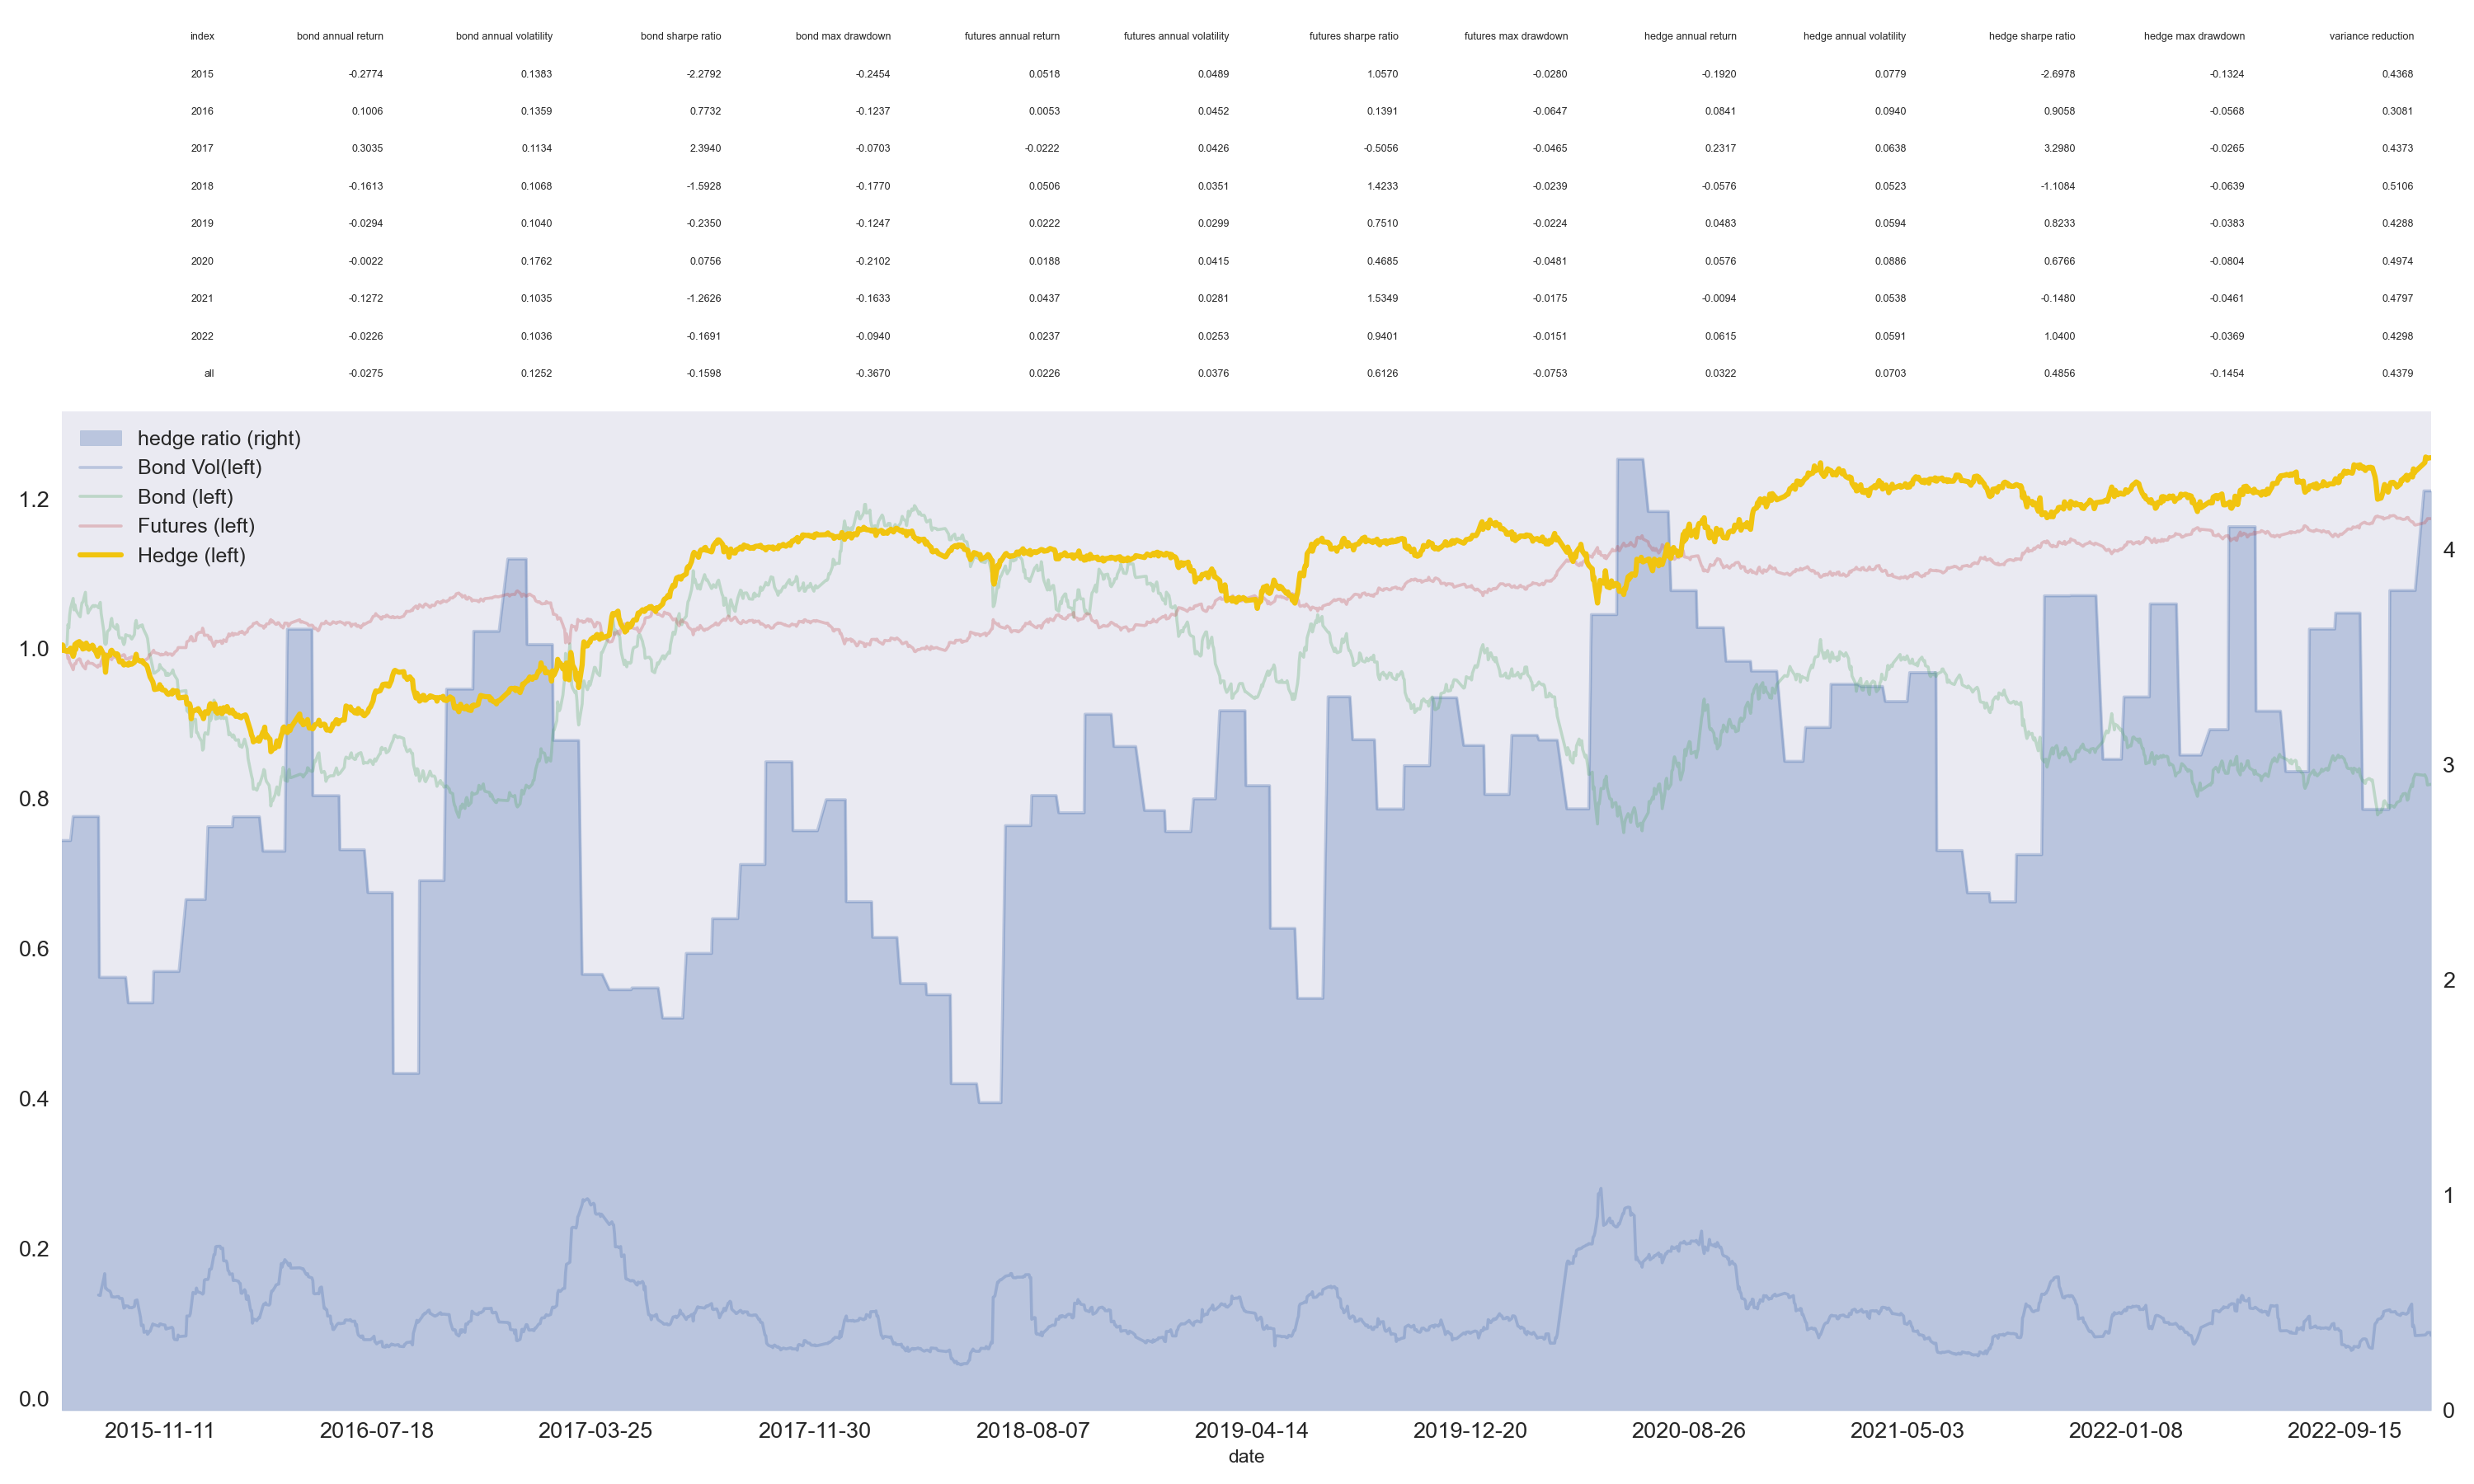 index bond annual return bond annual volatility bond sharpe ratio bond max drawdown futures annual return futures annual volatility futures sharpe ratio futures max drawdown hedge annual return hedge annual volatility hedge sharpe ratio hedge max drawdown variance reduction
2015 -0.2774 0.1383 -2.2792 -0.2454 0.0518 0.0489 1.0570 -0.0280 -0.1920 0.0779 -2.6978 -0.1324 0.4368
2016 0.1006 0.1359 0.7732 -0.1237 0.0053 0.0452 0.1391 -0.0647 0.0841 0.0940 0.9058 -0.0568 0.3081
2017 0.3035 0.1134 2.3940 -0.0703 -0.0222 0.0426 -0.5056 -0.0465 0.2317 0.0638 3.2980 -0.0265 0.4373
2018 -0.1613 0.1068 -1.5928 -0.1770 0.0506 0.0351 1.4233 -0.0239 -0.0576 0.0523 -1.1084 -0.0639 0.5106
2019 -0.0294 0.1040 -0.2350 -0.1247 0.0222 0.0299 0.7510 -0.0224 0.0483 0.0594 0.8233 -0.0383 0.4288
2020 -0.0022 0.1762 0.0756 -0.2102 0.0188 0.0415 0.4685 -0.0481 0.0576 0.0886 0.6766 -0.0804 0.4974
2021 -0.1272 0.1035 -1.2626 -0.1633 0.0437 0.0281 1.5349 -0.0175 -0.0094 0.0538 -0.1480 -0.0461 0.4797
2022 -0.0226 0.1036 -0.1691 -0.0940 0.0237 0.0253 0.9401 -0.0151 0.0615 0.0591 1.0400 -0.0369 0.4298
all -0.0275 0.1252 -0.1598 -0.3670 0.0226 0.0376 0.6126 -0.0753 0.0322 0.0703 0.4856 -0.1454 0.4379
hedge ratio (right)
Bond Vol(left)
Bond (left)
Futures (left)
Hedge (left)
1.2
1.0
0.8
0.6
0.4
0.2
0.0
4
3
2
1
0
2015-11-11 2016-07-18 2017-03-25 2017-11-30 2018-08-07 2019-04-14 2019-12-20 2020-08-26 2021-05-03 2022-01-08 2022-09-15
date